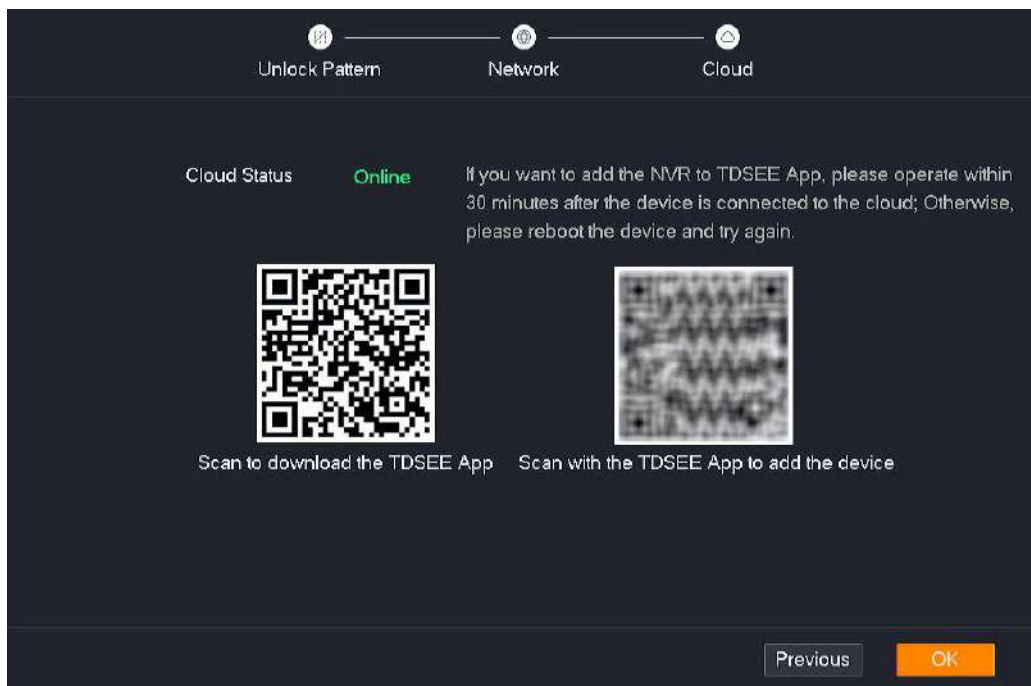 Unlock Pattern
Network
Cloud
Cloud Status
Online
If you want to add the NVR to TDSEE App, please operate within
30 minutes after the device is connected to the cloud; Otherwise,
please reboot the device and try again.
Scan to download the TDSEE App
Scan with the TDSEE App to add the device
Previous
OK